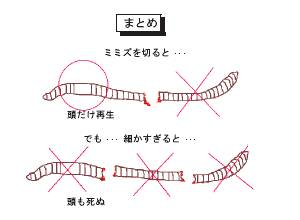 まとめ
ミミズを切ると ･･･
頭だけ再生
でも ･･･ 細かすぎると ･･･
頭も死ぬ